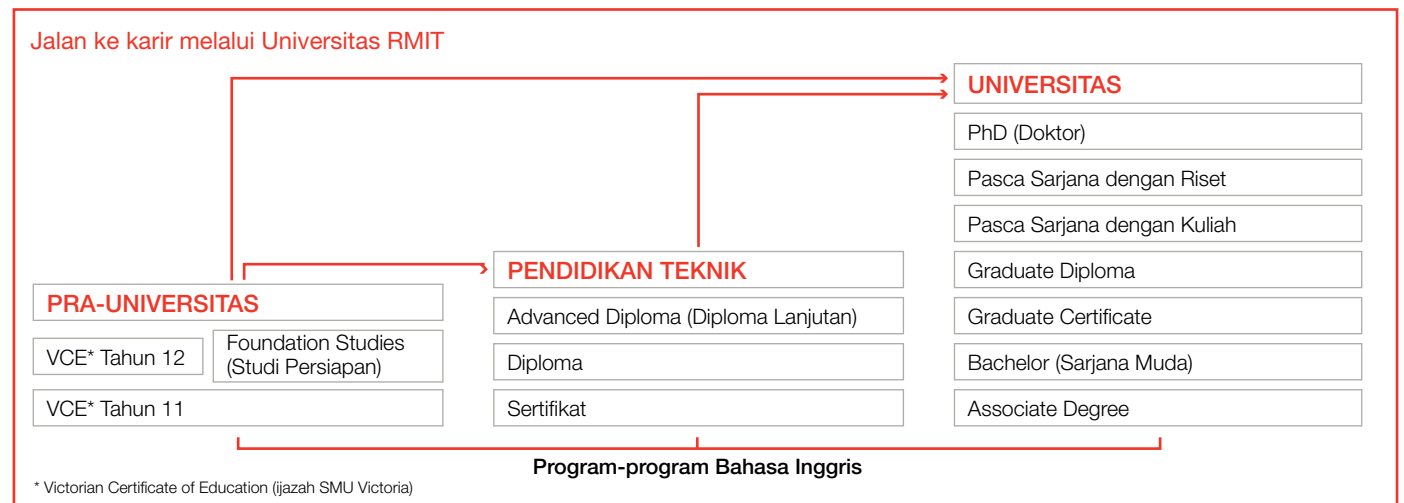 Jalan ke karir melalui Universitas RMIT
PRA-UNIVERSITAS
VCE* Tahun 12
Foundation Studies
(Studi Persiapan)
VCE* Tahun 11
PENDIDIKAN TEKNIK
Advanced Diploma (Diploma Lanjutan)
Diploma
Sertifikat
UNIVERSITAS
PhD (Doktor)
Pasca Sarjana dengan Riset
Pasca Sarjana dengan Kuliah
Graduate Diploma
Graduate Certificate
Bachelor (Sarjana Muda)
Associate Degree
Program-program Bahasa Inggris
* Victorian Certificate of Education (ijazah SMU Victoria)